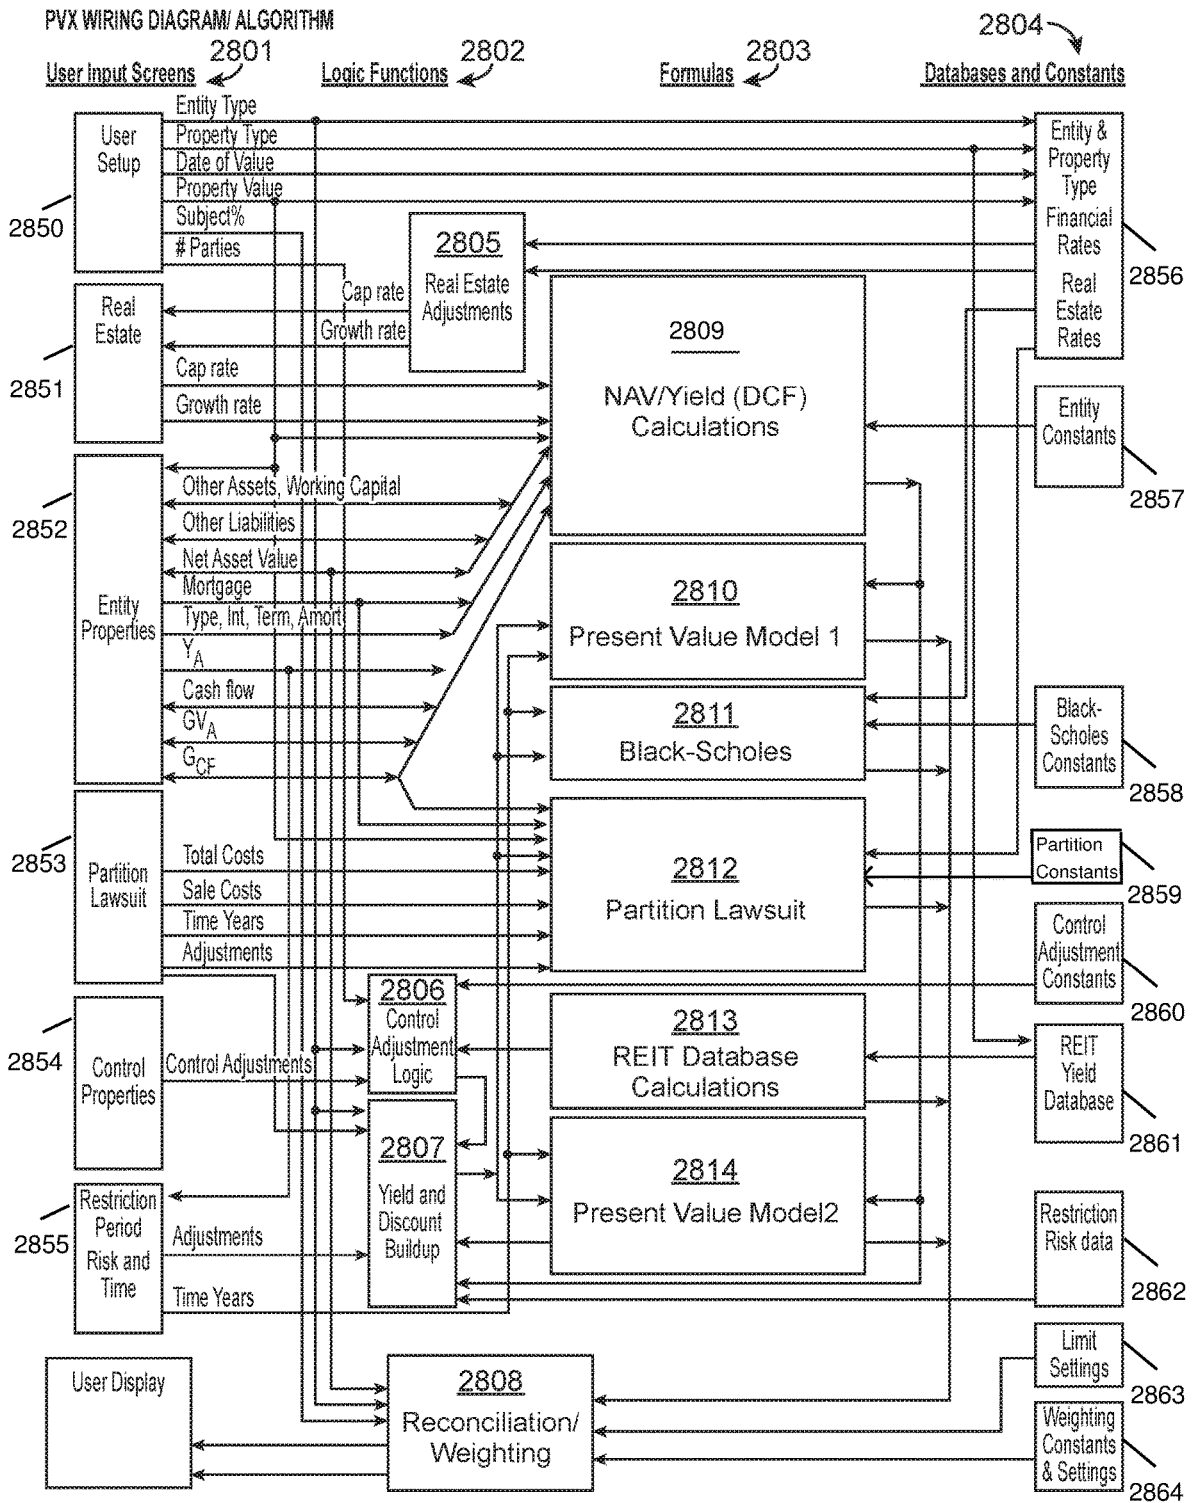 PVX WIRING DIAGRAM/ ALGORITHM
2801
2802
2803
2804
User Input Screens
Logic Functions
Formulas
Databases and Constants
User
Setup
2850
Entity Type
Property Type
Date of Value
Property Value
Subject%
# Parties
Entity &
Property
Type
Financial
Rates
Real
Estate
Rates
2856
2805
Real Estate
Adjustments
Real
Estate
2851
Cap rate
Growth rate
Cap rate
Growth rate
2809
NAV/Yield (DCF)
Calculations
Entity
Constants
2857
2852
Entity
Properties
Other Assets, Working Capital
Other Liabilities
Net Asset Value
Mortgage
Type, Int, Term, Amort
YA
Cash flow
GVA
GCF
2810
Present Value Model 1
2811
Black-Scholes
Black-
Scholes
Constants
2858
2853
Partition
Lawsuit
Total Costs
Sale Costs
Time Years
Adjustments
2812
Partition Lawsuit
Partition
Constants
2859
Control
Adjustment
Constants
2860
2806
Control
Adjustment
Logic
2854
Control
Properties
Control Adjustments
2813
REIT Database
Calculations
REIT
Yield
Database
2861
2807
Yield and
Discount
Buildup
2814
Present Value Model2
2855
Restriction
Period
Risk and
Time
Adjustments
Time Years
Restriction
Risk data
2862
User Display
2808
Reconciliation/
Weighting
Limit
Settings
2863
Weighting
Constants
& Settings
2864